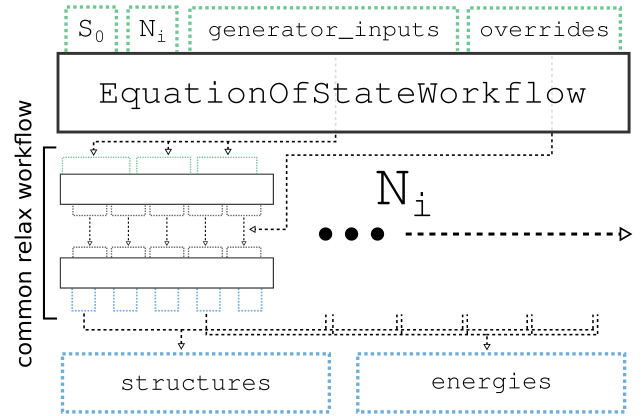 S₀ Nᵢ generator_inputs overrides
EquationOfStateWorkflow
common relax workflow
Nᵢ
structures energies